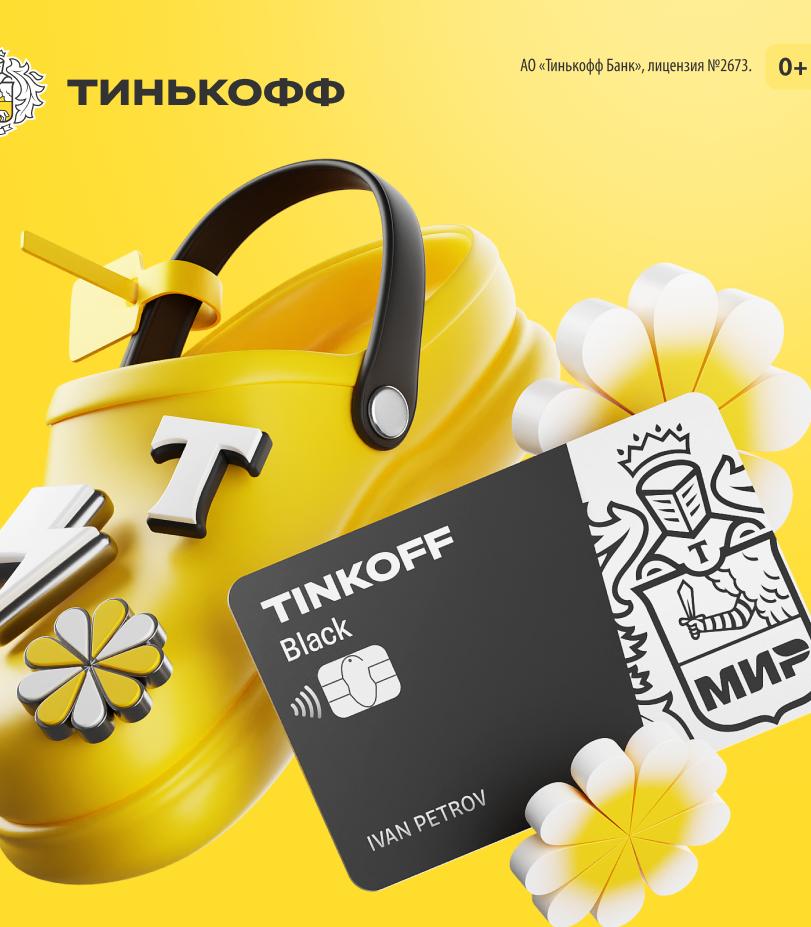 ТИНЬКОФФ
АО «Тинькофф Банк», лицензия №2673.
0+
T
TINKOFF
Black
T
МИР
IVAN PETROV